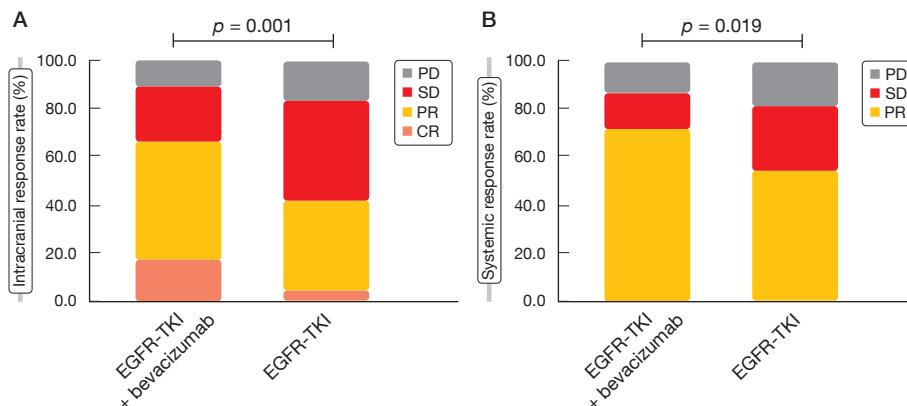 A
p = 0.001
Intracranial response rate (%)
100.0
80.0
60.0
40.0
20.0
0.0
PD
SD
PR
CR
EGFR-TKI
+ bevacizumab
EGFR-TKI
B
p = 0.019
Systemic response rate (%)
100.0
80.0
60.0
40.0
20.0
0.0
PD
SD
PR
EGFR-TKI
+ bevacizumab
EGFR-TKI